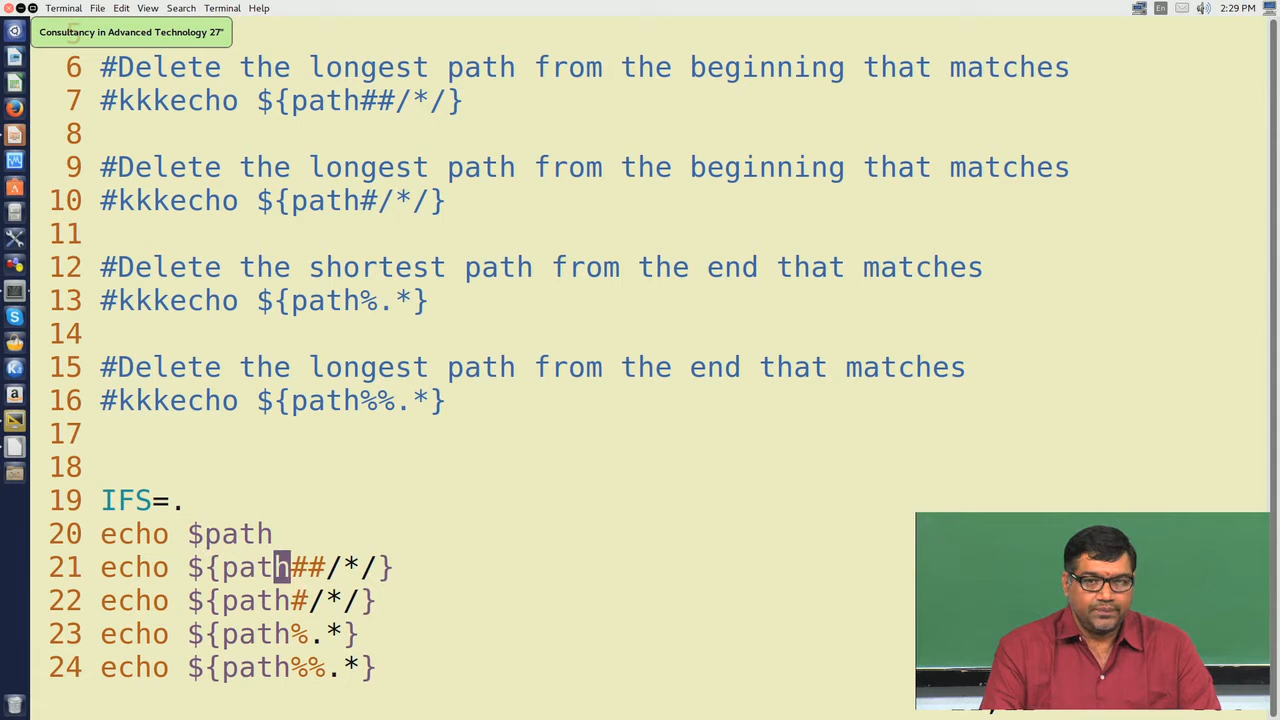 Terminal File Edit View Search Terminal Help
En 2:29 PM
Consultancy in Advanced Technology 27"
5
6 #Delete the longest path from the beginning that matches
7 #kkkecho ${path##/*/}
8
9 #Delete the longest path from the beginning that matches
10 #kkkecho ${path#/*/}
11
12 #Delete the shortest path from the end that matches
13 #kkkecho ${path%.*}
14
15 #Delete the longest path from the end that matches
16 #kkkecho ${path%%.*}
17
18
19 IFS=.
20 echo $path
21 echo ${path##/*/}
22 echo ${path#/*/}
23 echo ${path%.*}
24 echo ${path%%.*}